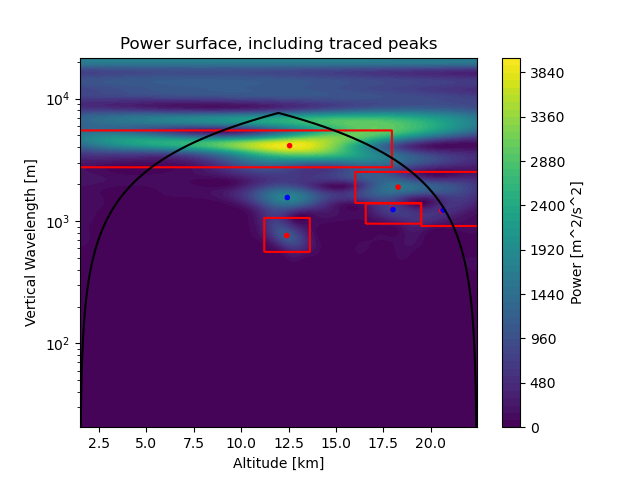 Power surface, including traced peaks
Vertical Wavelength [m]
10^4
10^3
10^2
2.5 5.0 7.5 10.0 12.5 15.0 17.5 20.0
Altitude [km]
3840
3360
2880
2400
1920
1440
960
480
0
Power [m^2/s^2]